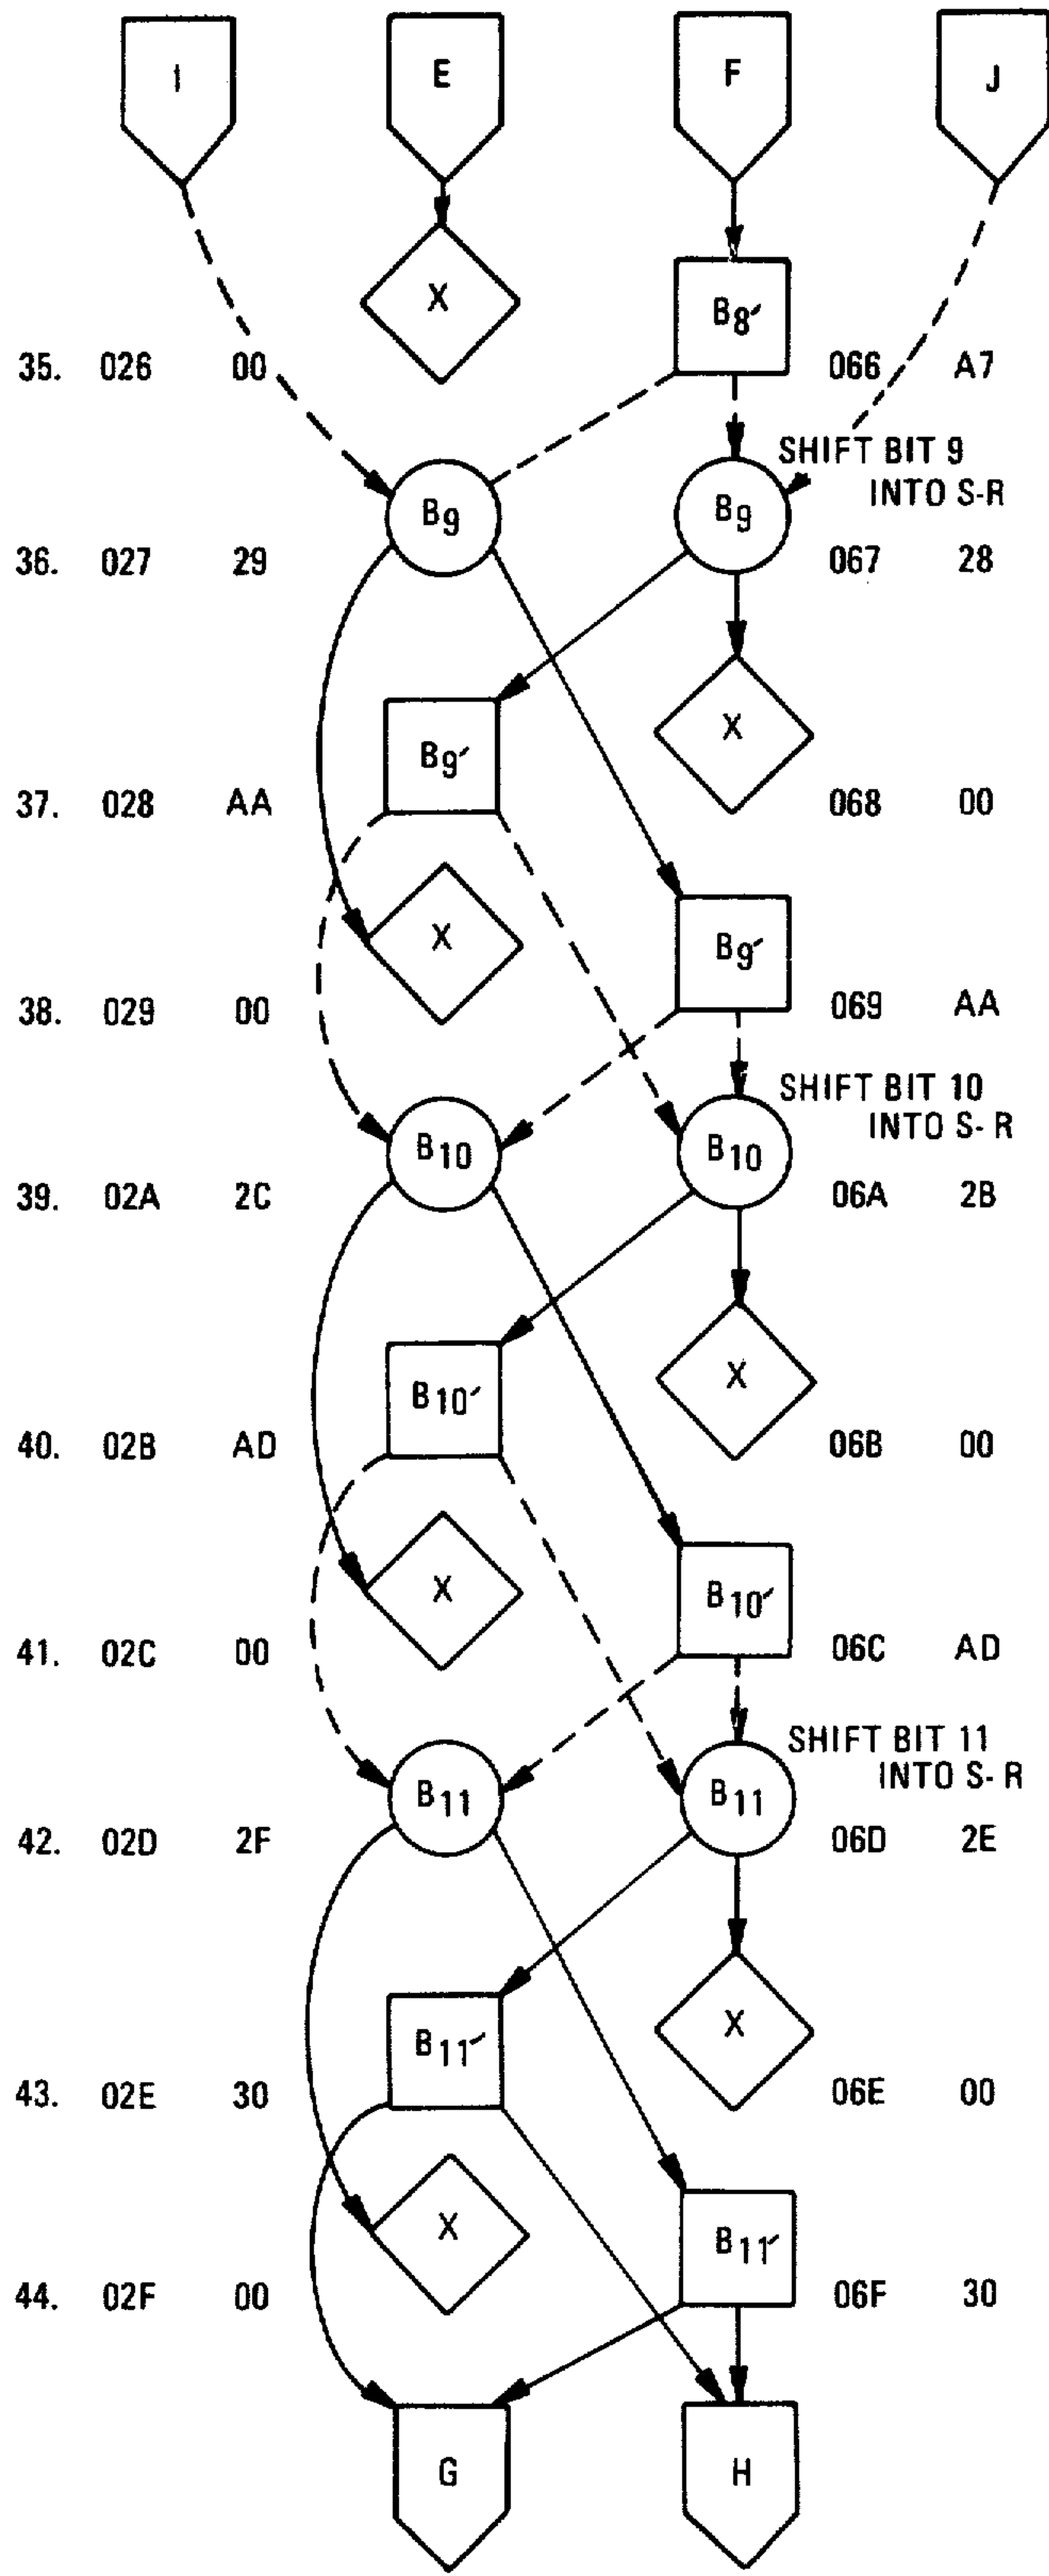 I E F J
X
B8′
35. 026 00 066 A7
SHIFT BIT 9
INTO S-R
B9 B9
36. 027 29 067 28
X
B9′
37. 028 AA 068 00
X
B9′
38. 029 00 069 AA
SHIFT BIT 10
INTO S-R
B10 B10
39. 02A 2C 06A 2B
X
B10′
40. 02B AD 06B 00
X
B10′
41. 02C 00 06C AD
SHIFT BIT 11
INTO S-R
B11 B11
42. 02D 2F 06D 2E
X
B11′
43. 02E 30 06E 00
X
B11′
44. 02F 00 06F 30
G H